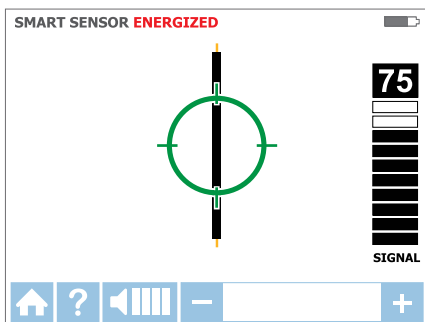 SMART SENSOR ENERGIZED
75
SIGNAL
?
− +